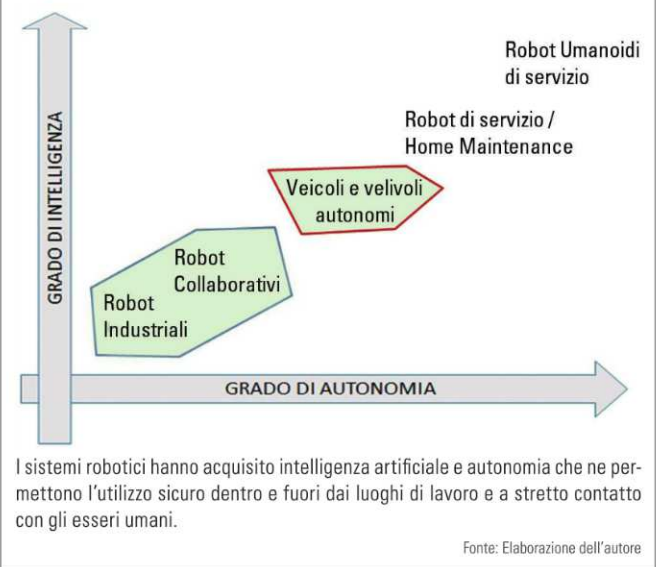 Robot Umanoidi
di servizio
Robot di servizio /
Home Maintenance
Veicoli e velivoli
autonomi
Robot
Collaborativi
Robot
Industriali
GRADO DI INTELLIGENZA
GRADO DI AUTONOMIA
I sistemi robotici hanno acquisito intelligenza artificiale e autonomia che ne per-
mettono l'utilizzo sicuro dentro e fuori dai luoghi di lavoro e a stretto contatto
con gli esseri umani.
Fonte: Elaborazione dell'autore